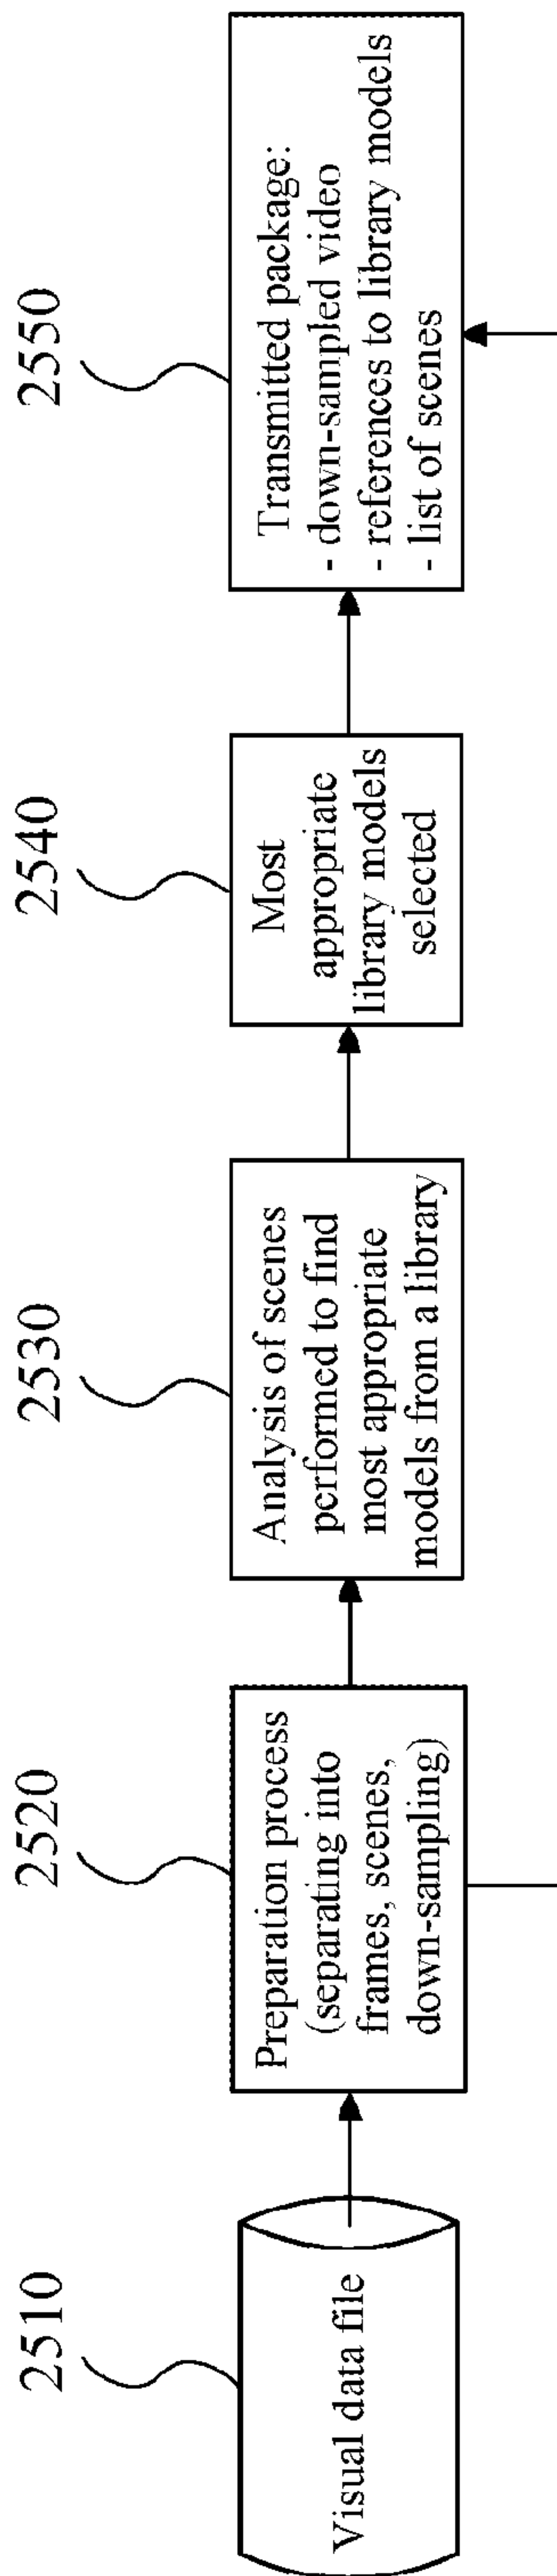 2510
Visual data file
2520
Preparation process
(separating into
frames, scenes,
down-sampling)
2530
Analysis of scenes
performed to find
most appropriate
models from a library
2540
Most
appropriate
library models
selected
2550
Transmitted package:
- down-sampled video
- references to library models
- list of scenes